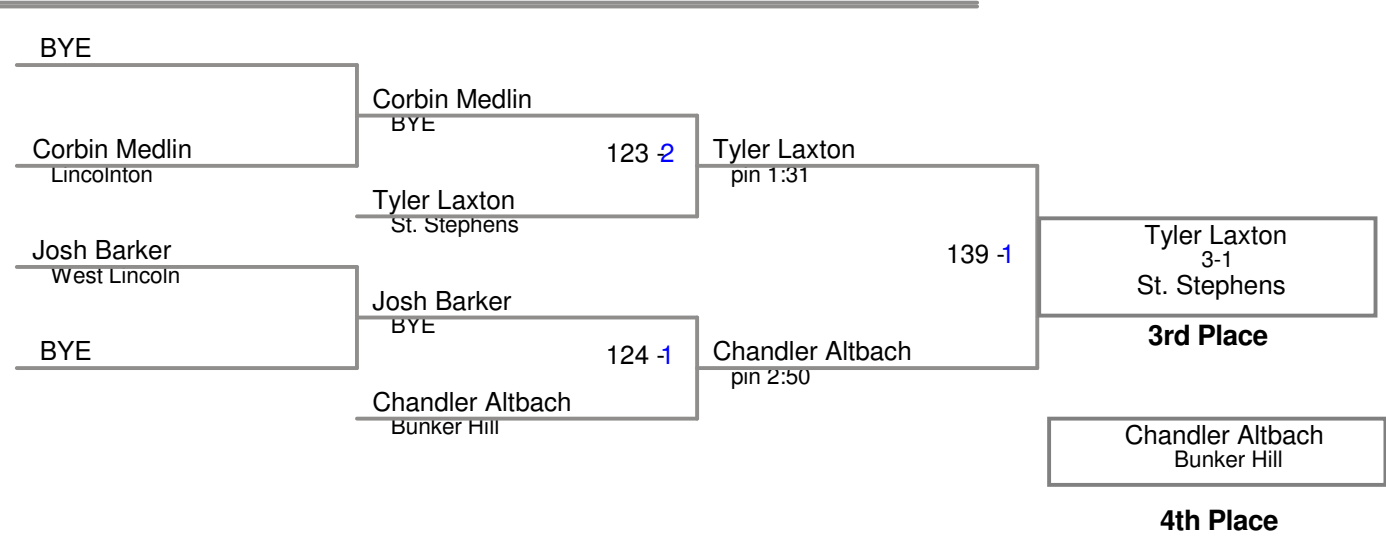 BYE
Corbin Medlin
BYE
Corbin Medlin
Lincolnton
123 -2
Tyler Laxton
pin 1:31
Tyler Laxton
St. Stephens
Josh Barker
West Lincoln
139 -1
Tyler Laxton
3-1
St. Stephens
Josh Barker
BYE
3rd Place
BYE
124 -1
Chandler Altbach
pin 2:50
Chandler Altbach
Bunker Hill
Chandler Altbach
Bunker Hill
4th Place